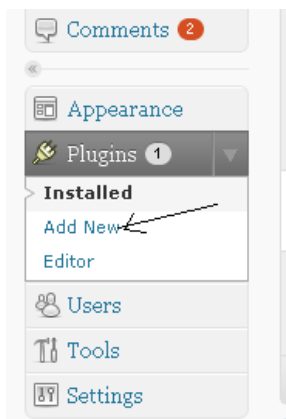 Comments 2
Appearance
Plugins 1
Installed
Add New
Editor
Users
Tools
Settings